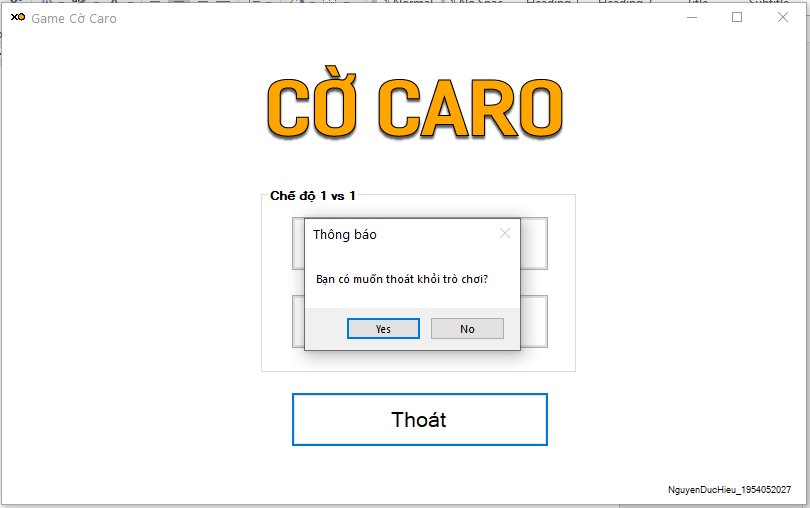 Game Cờ Caro
CỜ CARO
Chế độ 1 vs 1
Thông báo
Bạn có muốn thoát khỏi trò chơi?
Yes No
Thoát
NguyenDucHieu_1954052027